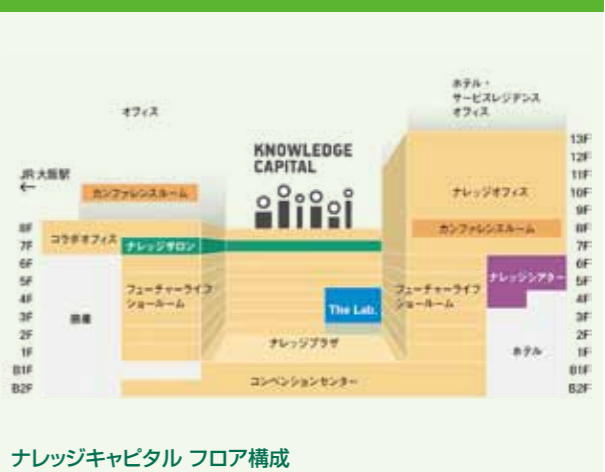 ホテル・
サービスレジデンス
オフィス
オフィス
KNOWLEDGE
CAPITAL
JR大阪駅
←
カンファレンスルーム
13F
12F
11F
10F
9F
8F
7F
6F
5F
4F
3F
2F
1F
B1F
B2F
ナレッジオフィス
カンファレンスルーム
8F
7F
6F
5F
4F
3F
2F
1F
B1F
B2F
コラボオフィス
ナレッジサロン
ナレッジシアター
フューチャーライフ
ショールーム
The Lab.
フューチャーライフ
ショールーム
商業
ナレッジプラザ
ホテル
コンベンションセンター
ナレッジキャピタル フロア構成